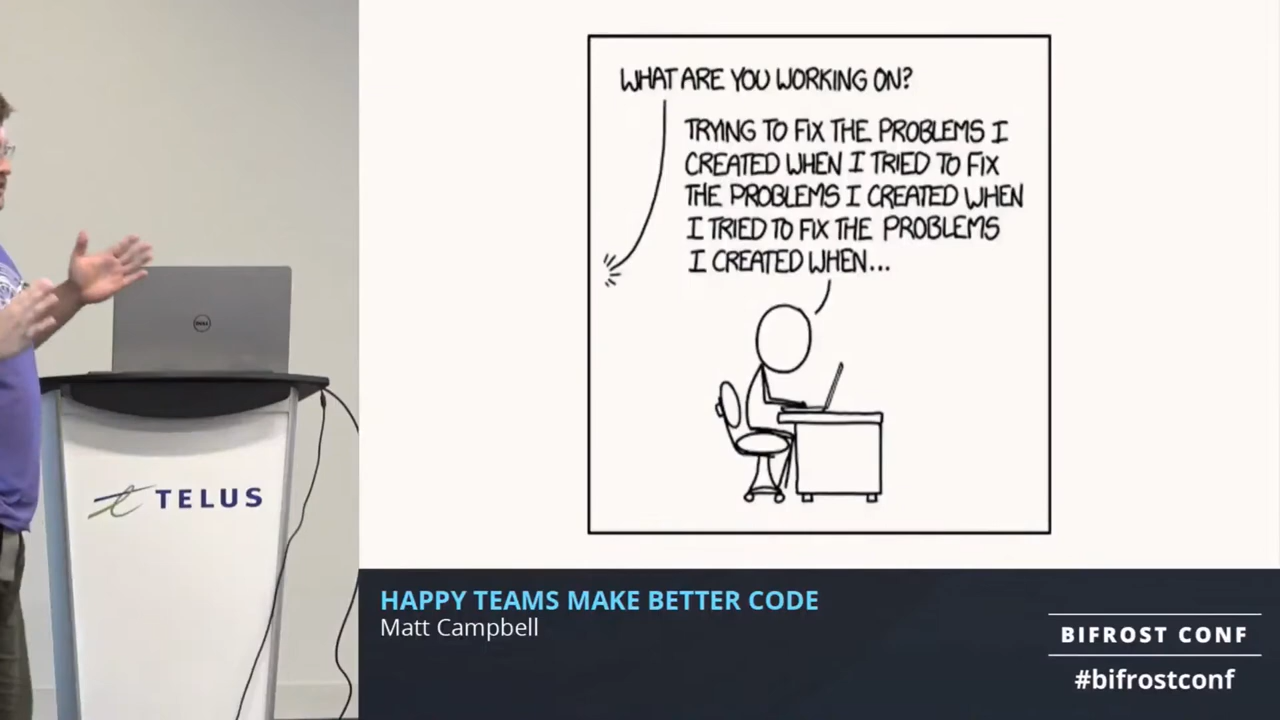 WHAT ARE YOU WORKING ON?
TRYING TO FIX THE PROBLEMS I
CREATED WHEN I TRIED TO FIX
THE PROBLEMS I CREATED WHEN
I TRIED TO FIX THE PROBLEMS
I CREATED WHEN...
DELL
TELUS
HAPPY TEAMS MAKE BETTER CODE
Matt Campbell
BIFROST CONF
#bifrostconf